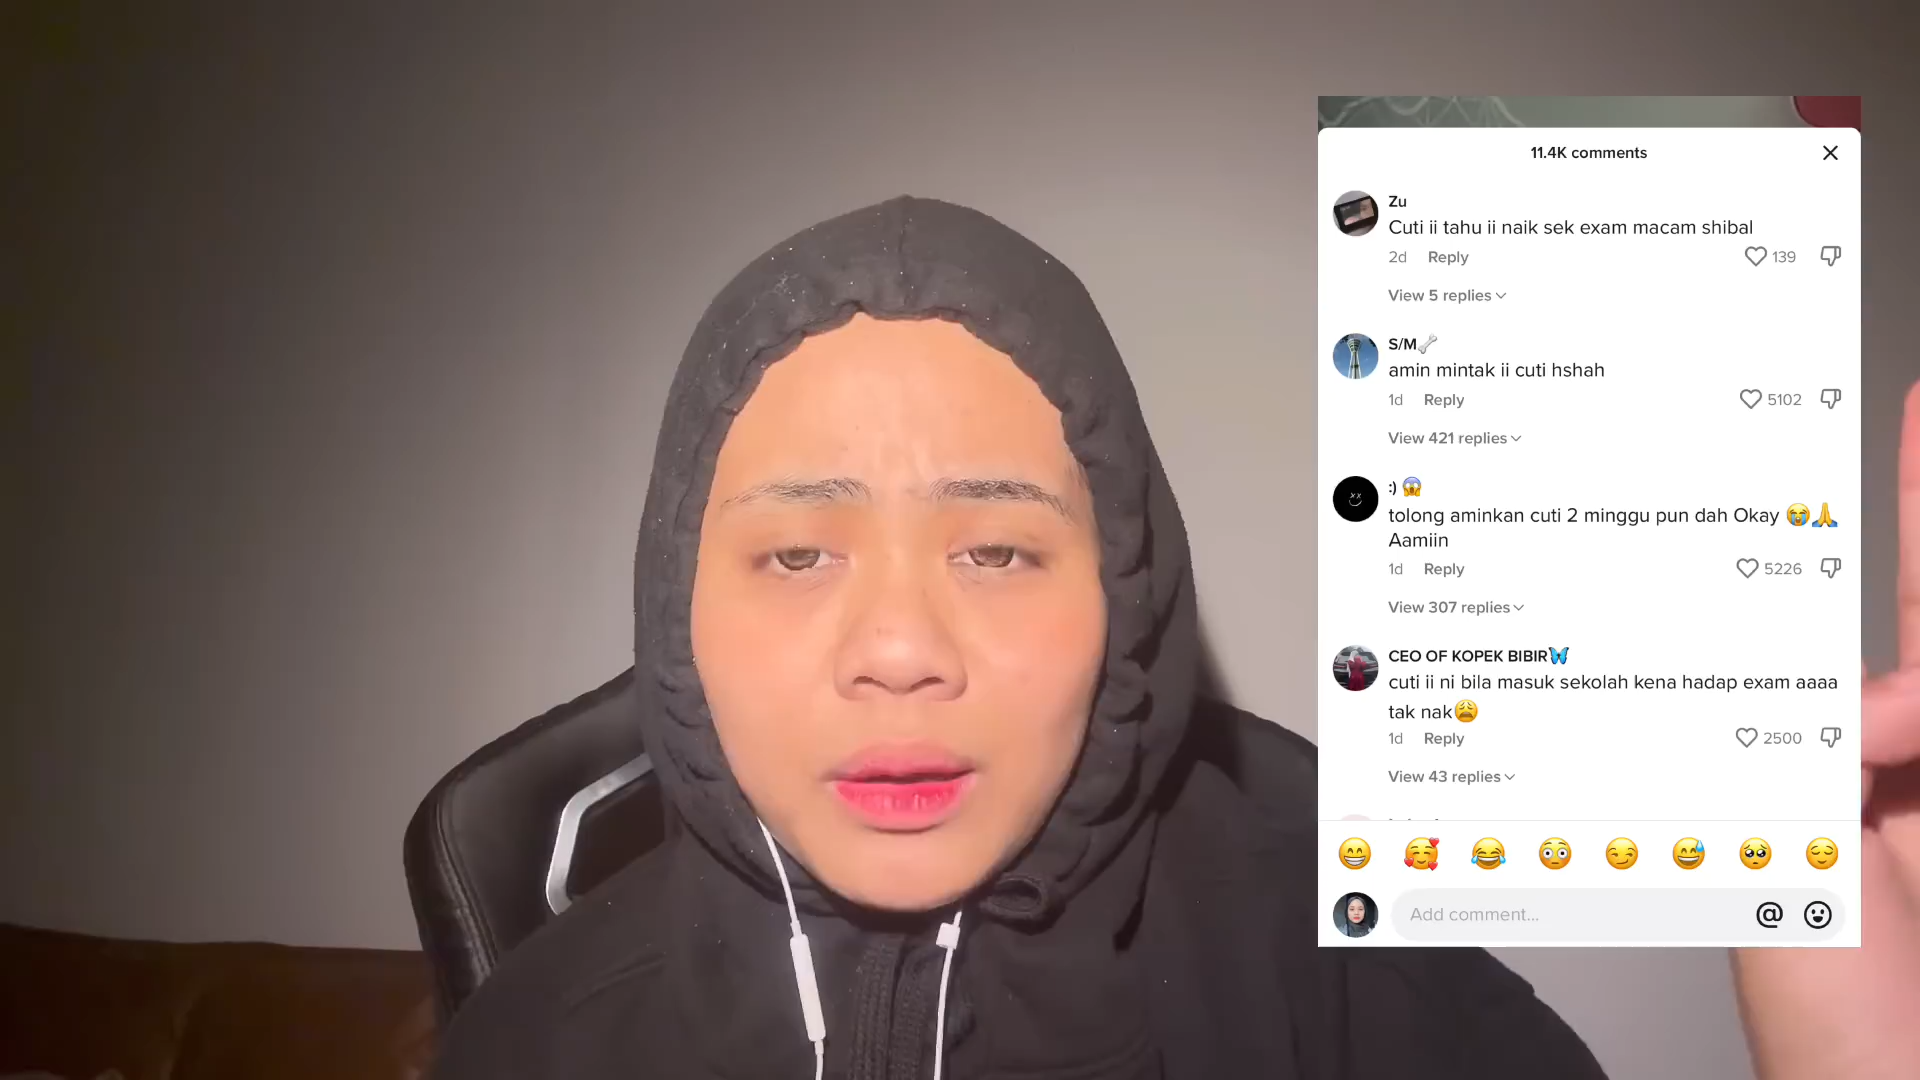 11.4K comments
Zu
Cuti ii tahu ii naik sek exam macam shibal
2d Reply 139
View 5 replies
S/M🦴
amin mintak ii cuti hshah
1d Reply 5102
View 421 replies
:) 😱
tolong aminkan cuti 2 minggu pun dah Okay 😭🙏
Aamiin
1d Reply 5226
View 307 replies
CEO OF KOPEK BIBIR🦋
cuti ii ni bila masuk sekolah kena hadap exam aaaa
tak nak😩
1d Reply 2500
View 43 replies
Add comment... @